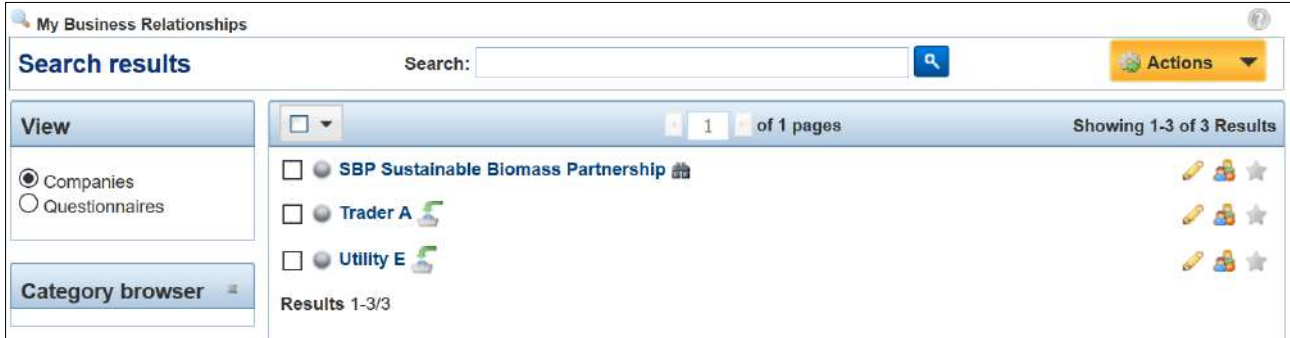 My Business Relationships
Search results Search: Actions
View
1 of 1 pages Showing 1-3 of 3 Results
Companies
Questionnaires
SBP Sustainable Biomass Partnership
Trader A
Utility E
Category browser
Results 1-3/3